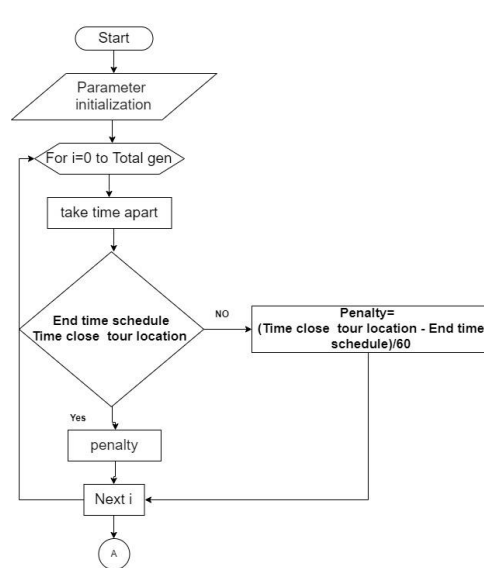 Start
Parameter
initialization
For i=0 to Total gen
take time apart
End time schedule
Time close tour location
NO
Penalty=
(Time close tour location - End time
schedule)/60
Yes
penalty
Next i
A